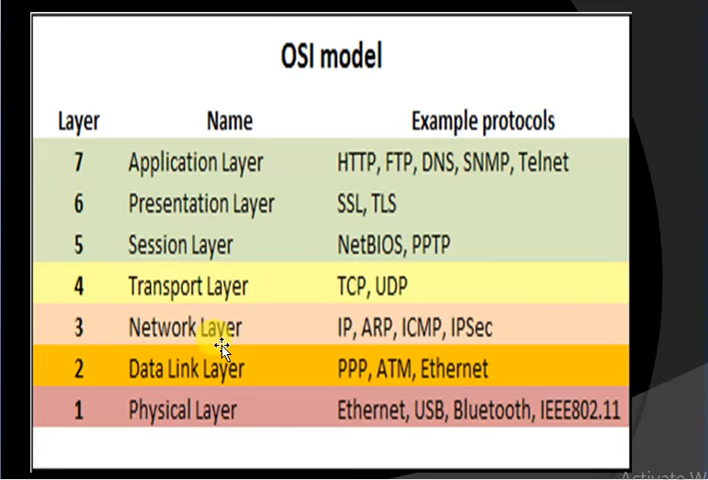 OSI model
Layer Name Example protocols
7 Application Layer HTTP, FTP, DNS, SNMP, Telnet
6 Presentation Layer SSL, TLS
5 Session Layer NetBIOS, PPTP
4 Transport Layer TCP, UDP
3 Network Layer IP, ARP, ICMP, IPSec
2 Data Link Layer PPP, ATM, Ethernet
1 Physical Layer Ethernet, USB, Bluetooth, IEEE802.11
Activate W